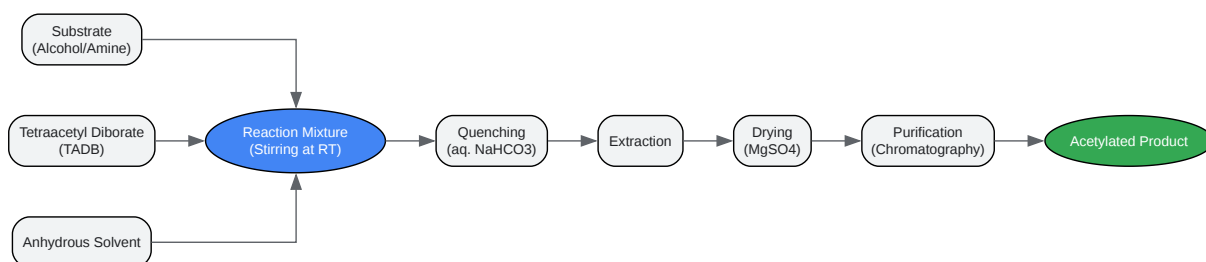 Substrate
(Alcohol/Amine)
Tetraacetyl Diborate
(TADB)
Anhydrous Solvent
Reaction Mixture
(Stirring at RT)
Quenching
(aq. NaHCO3)
Extraction
Drying
(MgSO4)
Purification
(Chromatography)
Acetylated Product